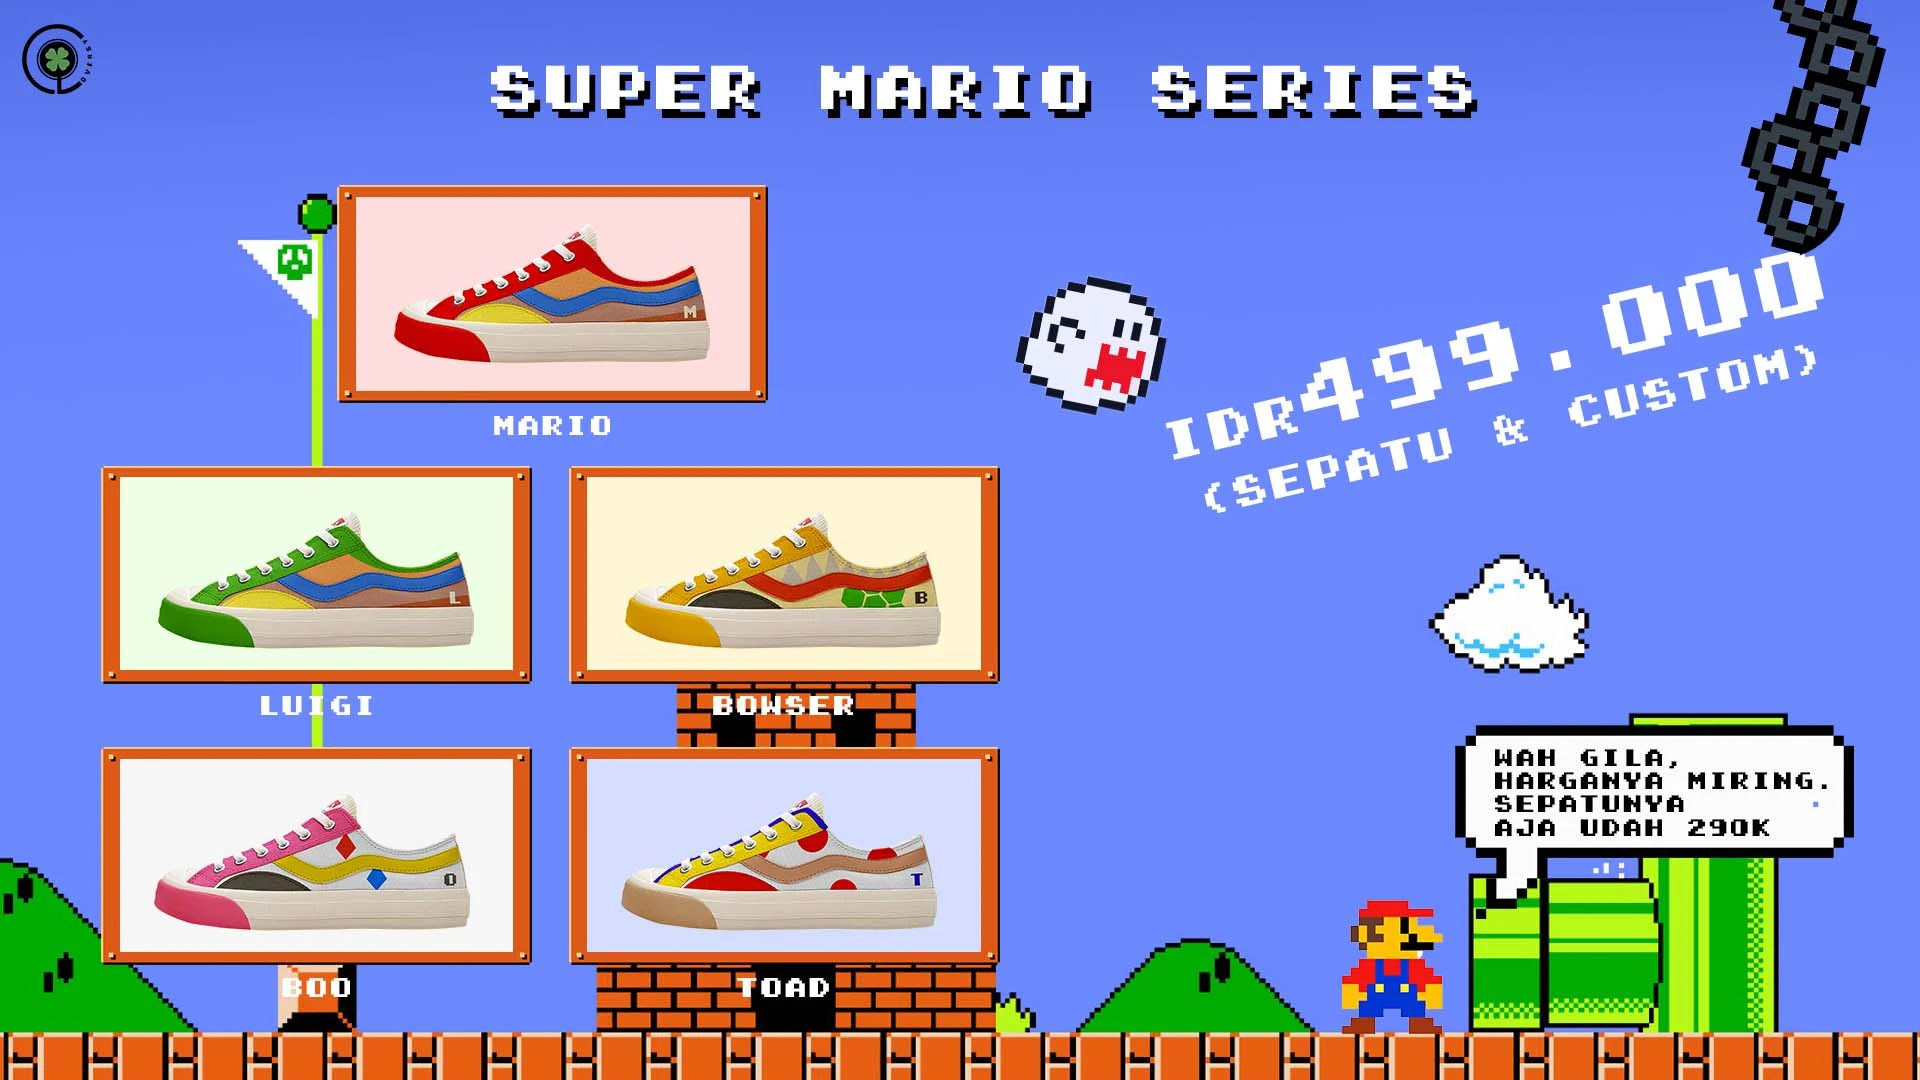 SUPER MARIO SERIES
M
MARIO
IDR499.000
(SEPATU & CUSTOM)
L
LUIGI
B
BOWSER
O
BOO
T
TOAD
WAH GILA,
HARGANYA MIRING.
SEPATUNYA
AJA UDAH 290K